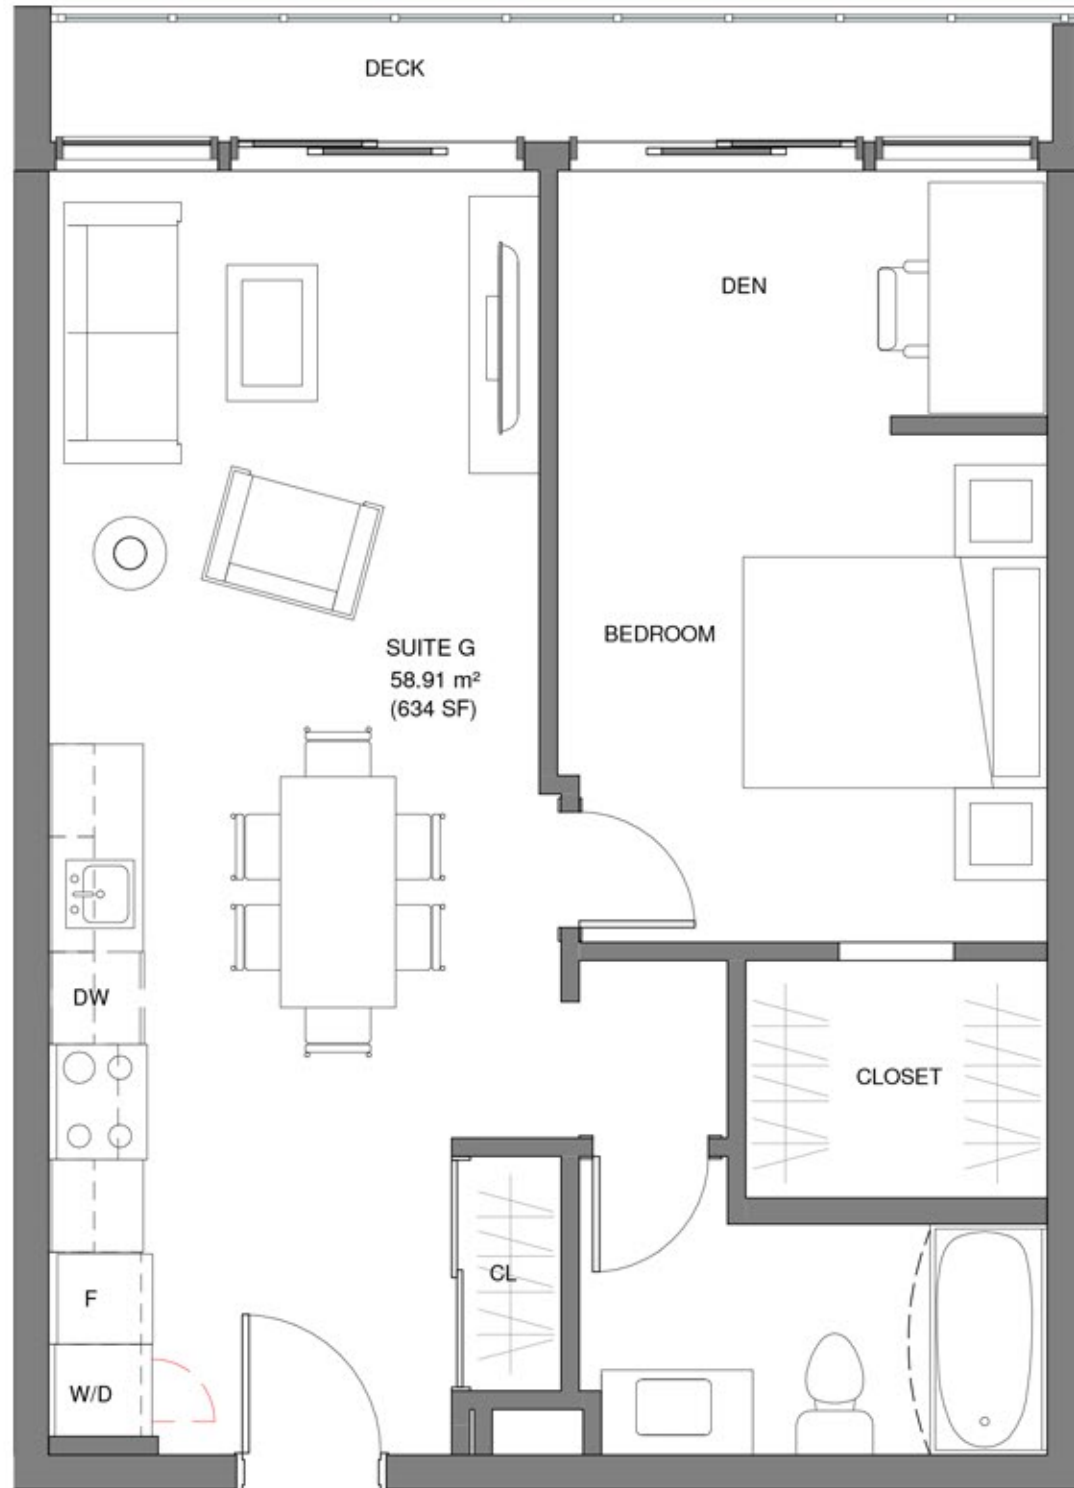 DECK
DEN
BEDROOM
SUITE G
58.91 m²
(634 SF)
DW
CLOSET
CL
F
W/D